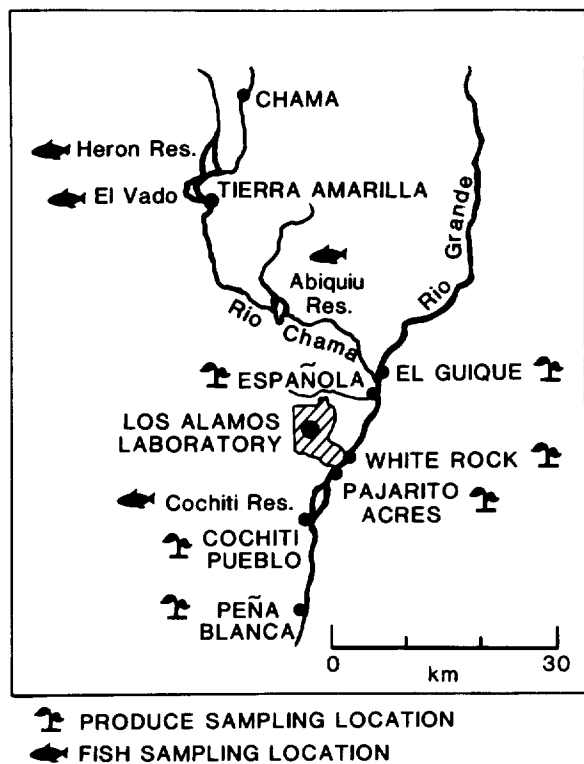 CHAMA
Heron Res.
El Vado
TIERRA AMARILLA
Abiquiu
Res.
Rio Chama
Rio Grande
ESPAÑOLA
EL GUIQUE
LOS ALAMOS
LABORATORY
WHITE ROCK
PAJARITO
ACRES
Cochiti Res.
COCHITI
PUEBLO
PEÑA
BLANCA
0 30
km
PRODUCE SAMPLING LOCATION
FISH SAMPLING LOCATION